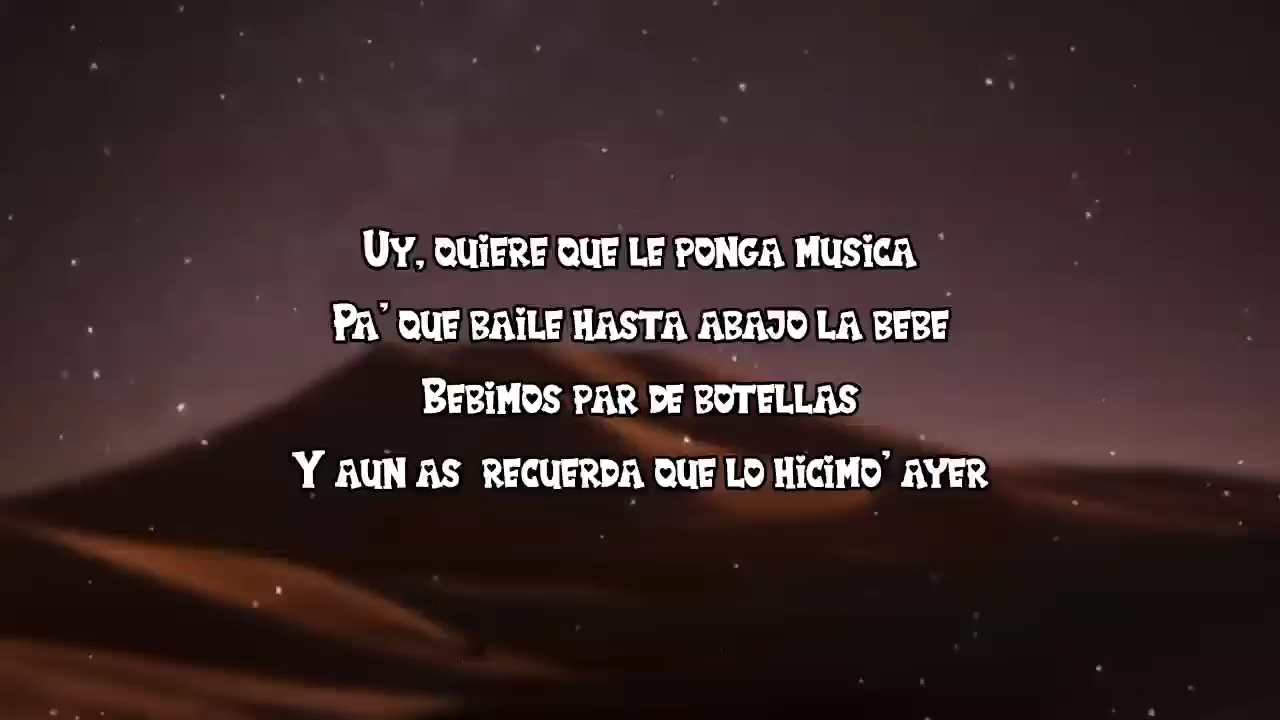 Uy, quiere que le ponga musica
Pa' que baile hasta abajo la bebe
Bebimos par de botellas
Y aun as recuerda que lo hicimo' ayer